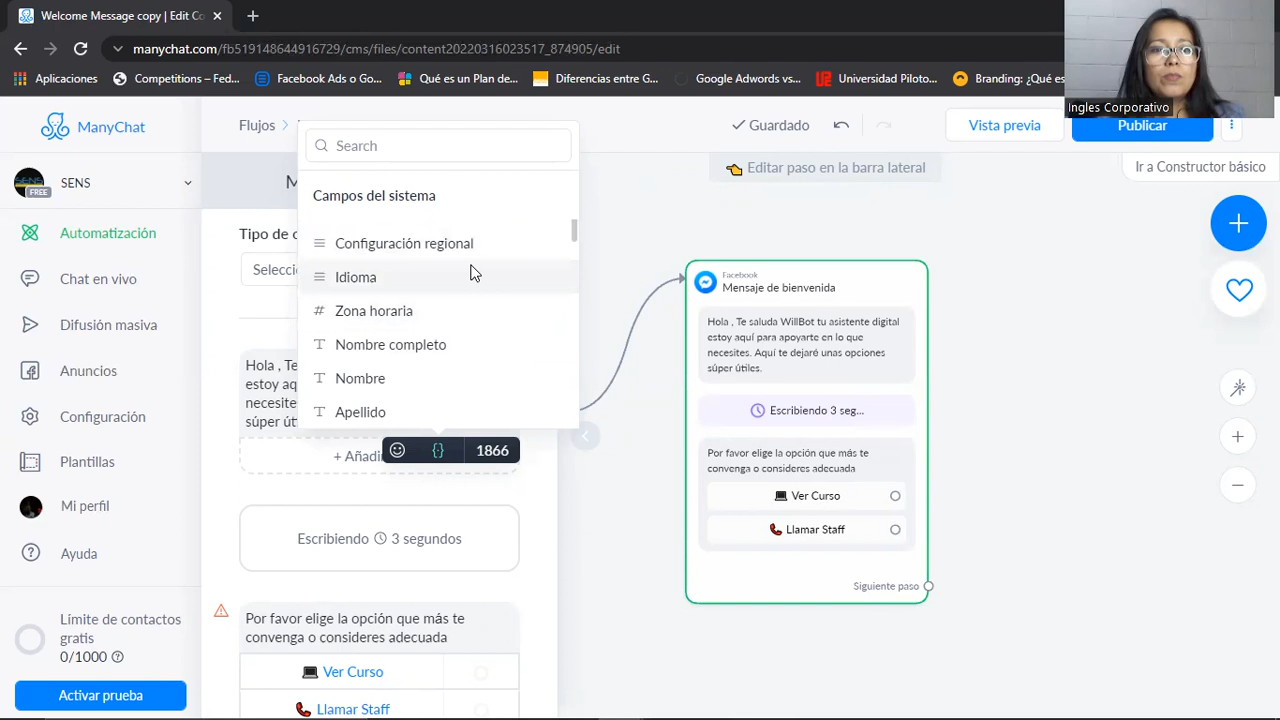 Welcome Message copy | Edit Co
manychat.com/fb519148644916729/cms/files/content20220316023517_874905/edit
Aplicaciones
Competitions – Fed...
Facebook Ads o Go...
Qué es un Plan de...
Diferencias entre G...
Google Adwords vs...
Universidad Piloto...
Branding: ¿Qué es
Ingles Corporativo
ManyChat
Flujos
Guardado
Vista previa
Publicar
SENS
FREE
Editar paso en la barra lateral
Ir a Constructor básico
Automatización
Chat en vivo
Difusión masiva
Anuncios
Configuración
Plantillas
Mi perfil
Ayuda
Límite de contactos
gratis
0/1000
Activar prueba
Search
Campos del sistema
Configuración regional
Idioma
Zona horaria
Nombre completo
Nombre
Apellido
Tipo de c
Selecci
Hola , Te
estoy aq
necesite
súper úti
+ Añadi
{} 1866
Escribiendo 3 segundos
Por favor elige la opción que más te
convenga o consideres adecuada
Ver Curso
Llamar Staff
Facebook
Mensaje de bienvenida
Hola , Te saluda WillBot tu asistente digital
estoy aquí para apoyarte en lo que
necesites. Aquí te dejaré unas opciones
súper útiles.
Escribiendo 3 seg...
Por favor elige la opción que más te
convenga o consideres adecuada
Ver Curso
Llamar Staff
Siguiente paso